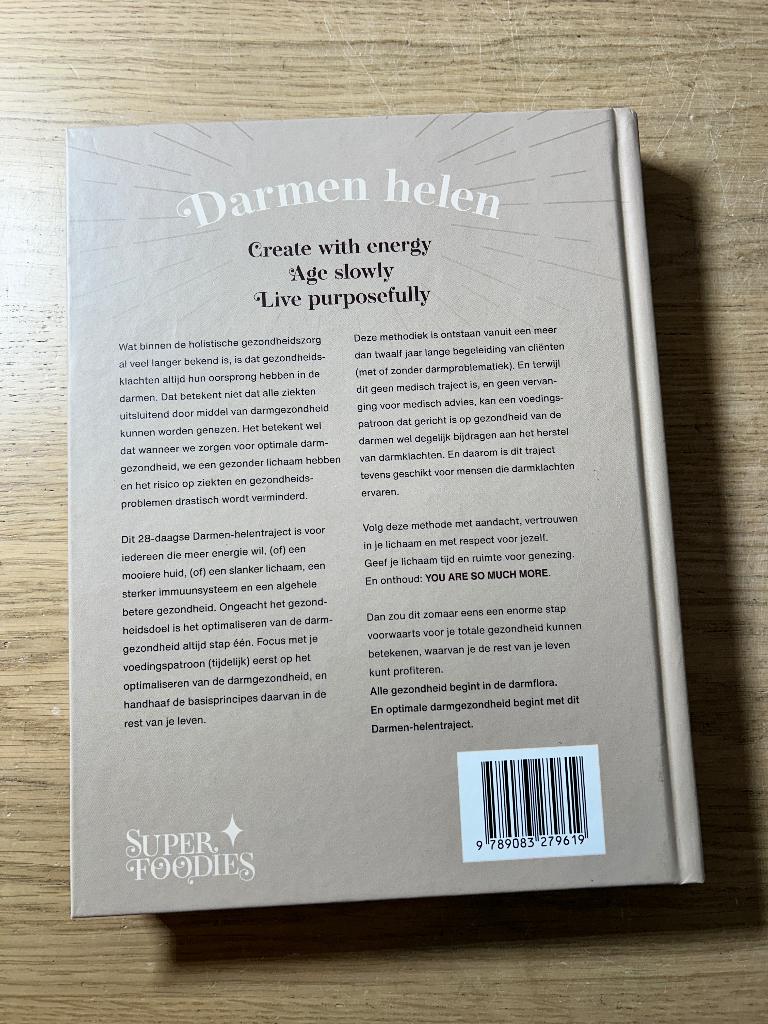 Darmen helen
Create with energy
Age slowly
Live purposefully
Wat binnen de holistische gezondheidszorg
al veel langer bekend is, is dat gezondheids-
klachten altijd hun oorsprong hebben in de
darmen. Dat betekent niet dat alle ziekten
uitsluitend door middel van darmgezondheid
kunnen worden genezen. Het betekent wel
dat wanneer we zorgen voor optimale darm-
gezondheid, we een gezonder lichaam hebben
en het risico op ziekten en gezondheids-
problemen drastisch wordt verminderd.
Dit 28-daagse Darmen-helentraject is voor
iedereen die meer energie wil, (of) een
mooiere huid, (of) een slanker lichaam, een
sterker immuunsysteem en een algehele
betere gezondheid. Ongeacht het gezond-
heidsdoel is het optimaliseren van de darm-
gezondheid altijd stap één. Focus met je
voedingspatroon (tijdelijk) eerst op het
optimaliseren van de darmgezondheid, en
handhaaf de basisprincipes daarvan in de
rest van je leven.
Deze methodiek is ontstaan vanuit een meer
dan twaalf jaar lange begeleiding van cliënten
(met of zonder darmproblematiek). En terwijl
dit geen medisch traject is, en geen vervan-
ging voor medisch advies, kan een voedings-
patroon dat gericht is op gezondheid van de
darmen wel degelijk bijdragen aan het herstel
van darmklachten. En daarom is dit traject
tevens geschikt voor mensen die darmklachten
ervaren.
Volg deze methode met aandacht, vertrouwen
in je lichaam en met respect voor jezelf.
Geef je lichaam tijd en ruimte voor genezing.
En onthoud: YOU ARE SO MUCH MORE.
Dan zou dit zomaar eens een enorme stap
voorwaarts voor je totale gezondheid kunnen
betekenen, waarvan je de rest van je leven
kunt profiteren.
Alle gezondheid begint in de darmflora.
En optimale darmgezondheid begint met dit
Darmen-helentraject.
SUPER
FOODIES
9 789083 279619